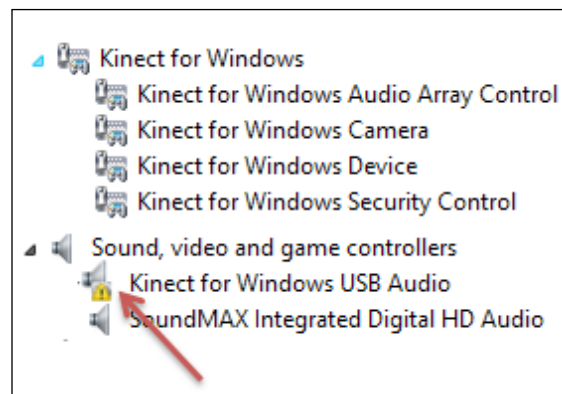 Kinect for Windows
Kinect for Windows Audio Array Control
Kinect for Windows Camera
Kinect for Windows Device
Kinect for Windows Security Control
Sound, video and game controllers
Kinect for Windows USB Audio
SoundMAX Integrated Digital HD Audio